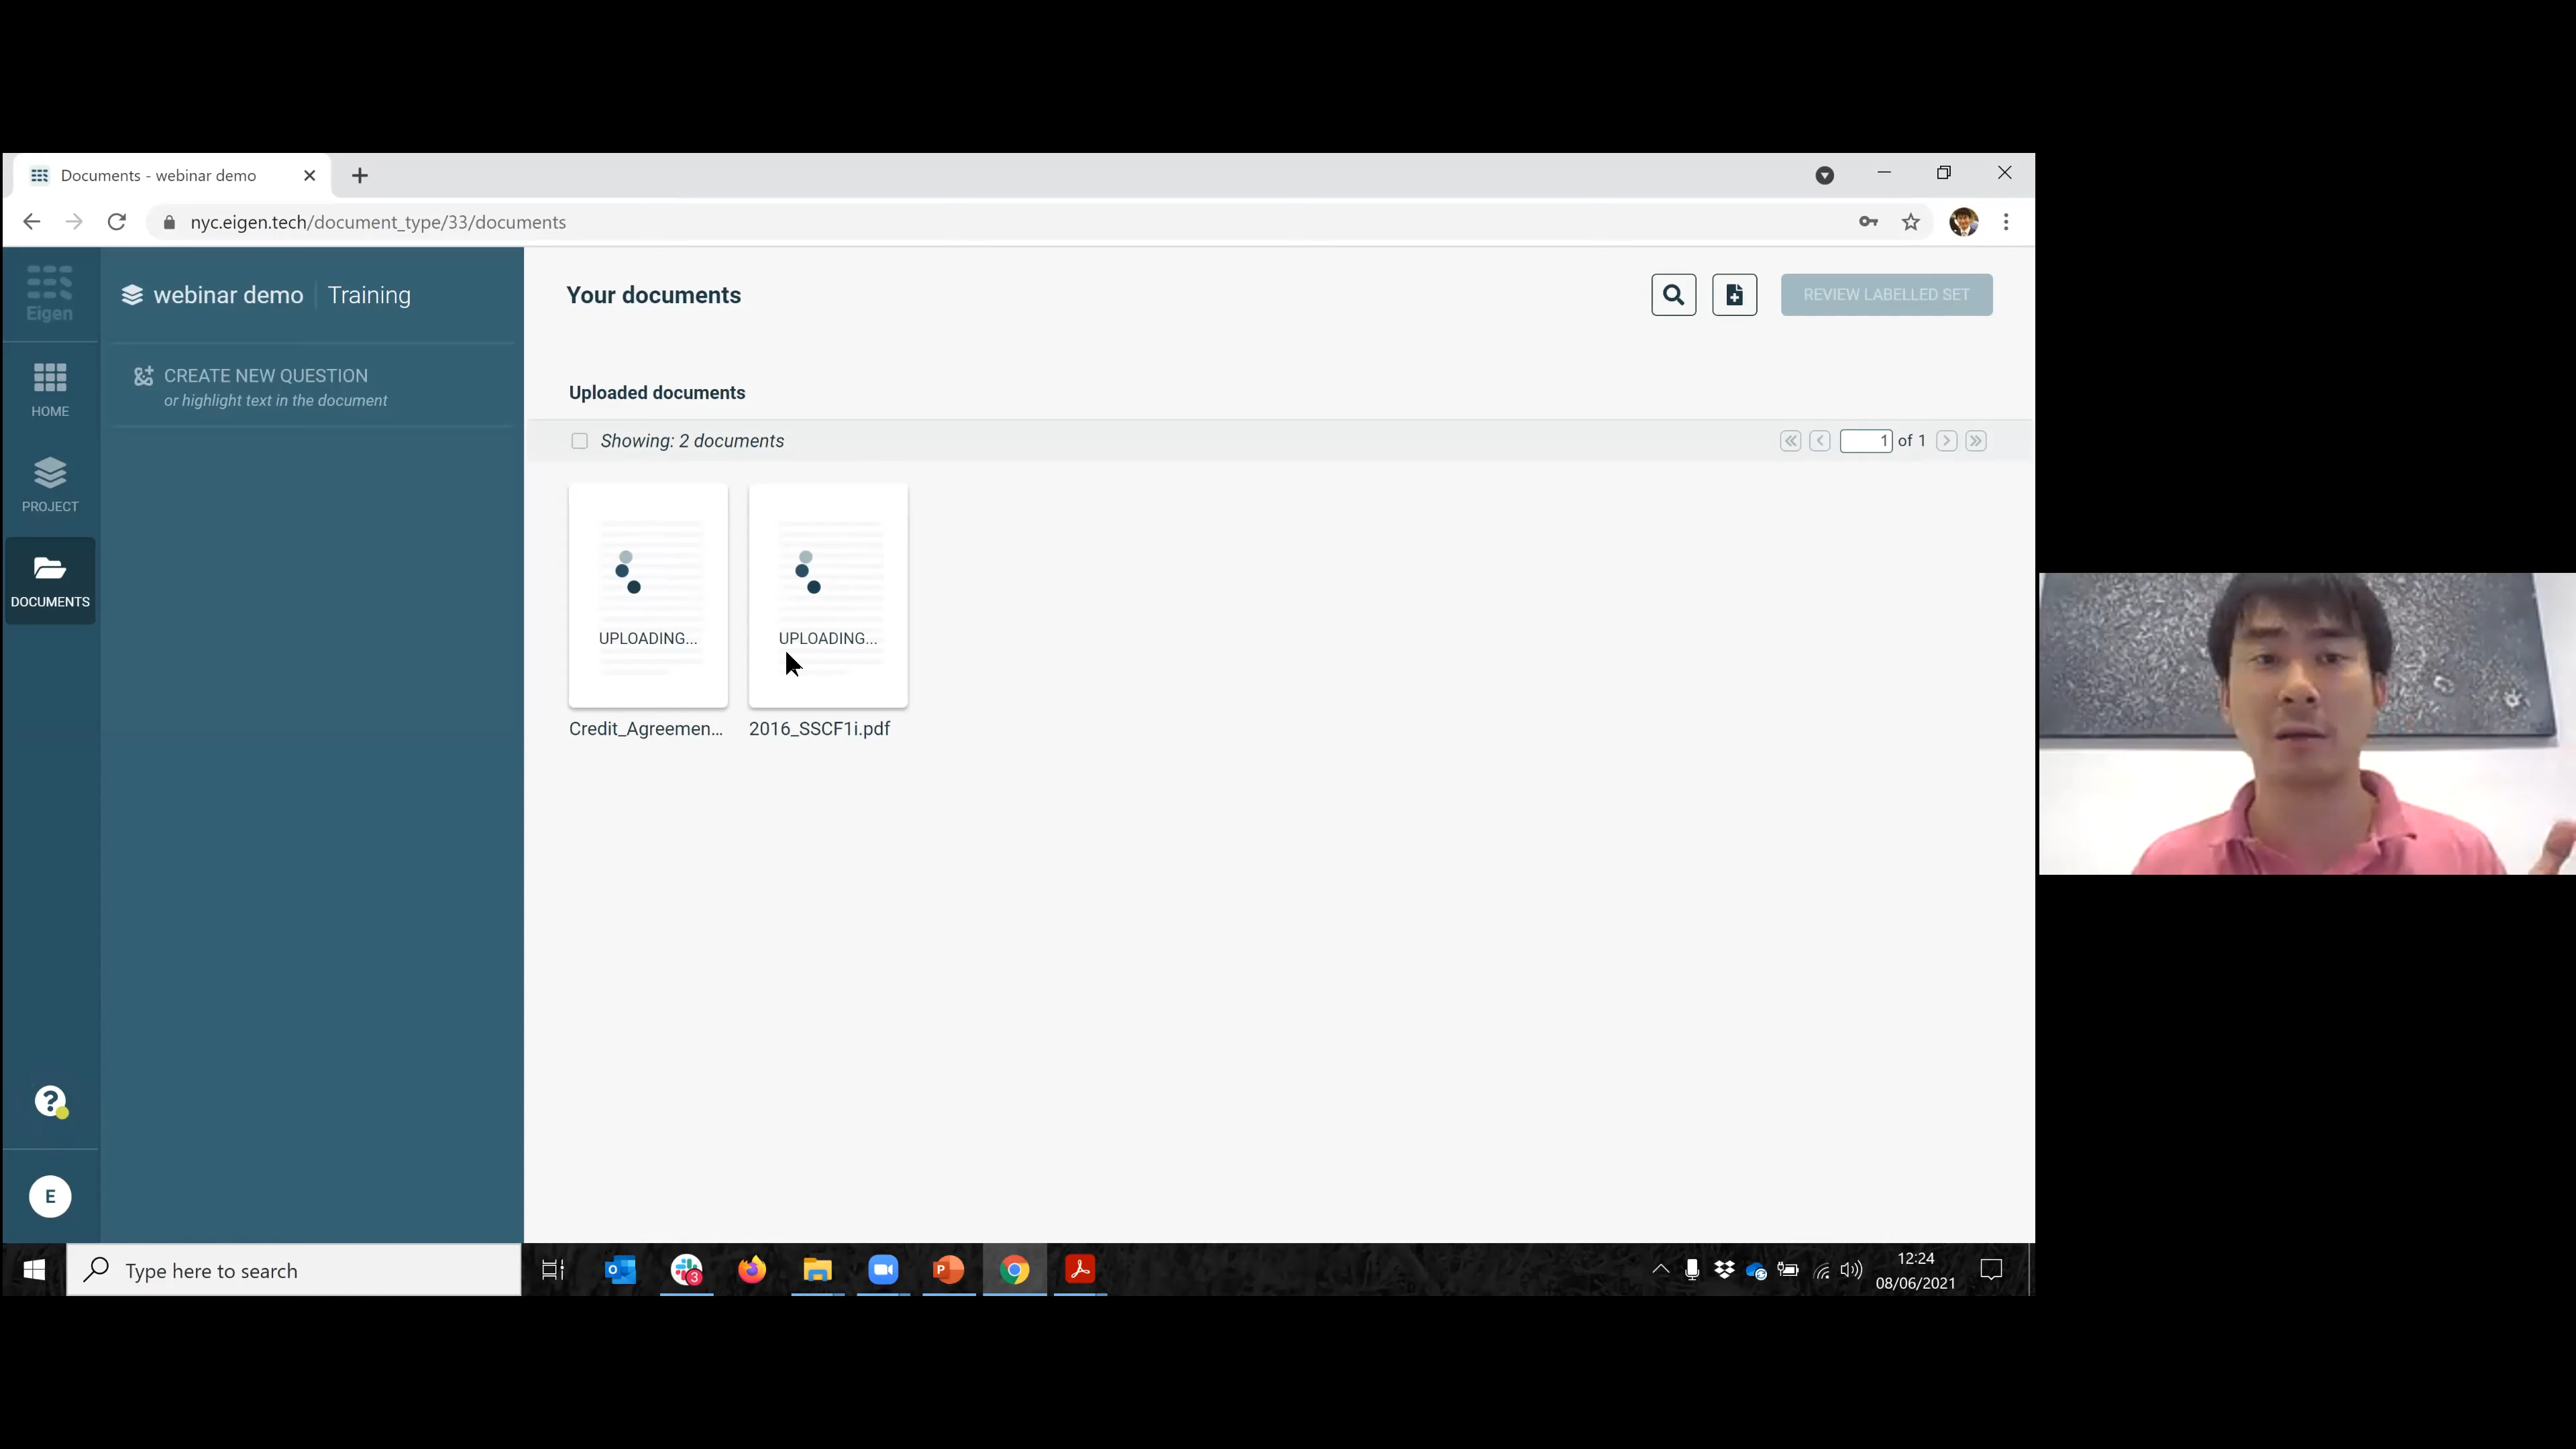 Documents - webinar demo
nyc.eigen.tech/document_type/33/documents
Eigen
webinar demo | Training
Your documents
REVIEW LABELLED SET
CREATE NEW QUESTION
or highlight text in the document
HOME
Uploaded documents
Showing: 2 documents
1 of 1
PROJECT
DOCUMENTS
UPLOADING...
UPLOADING...
Credit_Agreemen...
2016_SSCF1i.pdf
?
E
Type here to search
3
12:24
08/06/2021